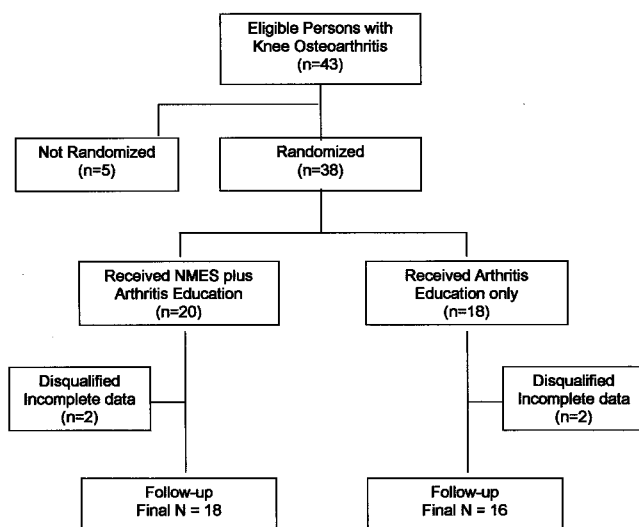 Eligible Persons with
Knee Osteoarthritis
(n=43)
Not Randomized
(n=5)
Randomized
(n=38)
Received NMES plus
Arthritis Education
(n=20)
Received Arthritis
Education only
(n=18)
Disqualified
Incomplete data
(n=2)
Disqualified
Incomplete data
(n=2)
Follow-up
Final N = 18
Follow-up
Final N = 16